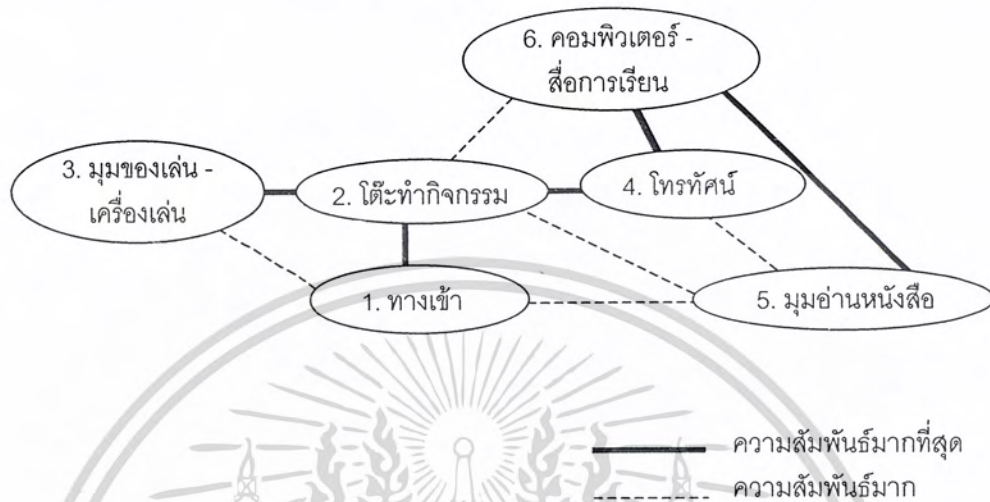 6. คอมพิวเตอร์ -
สื่อการเรียน
3. มุมของเล่น -
เครื่องเล่น
2. โต๊ะทำกิจกรรม
4. โทรทัศน์
1. ทางเข้า
5. มุมอ่านหนังสือ
ความสัมพันธ์มากที่สุด
ความสัมพันธ์มาก